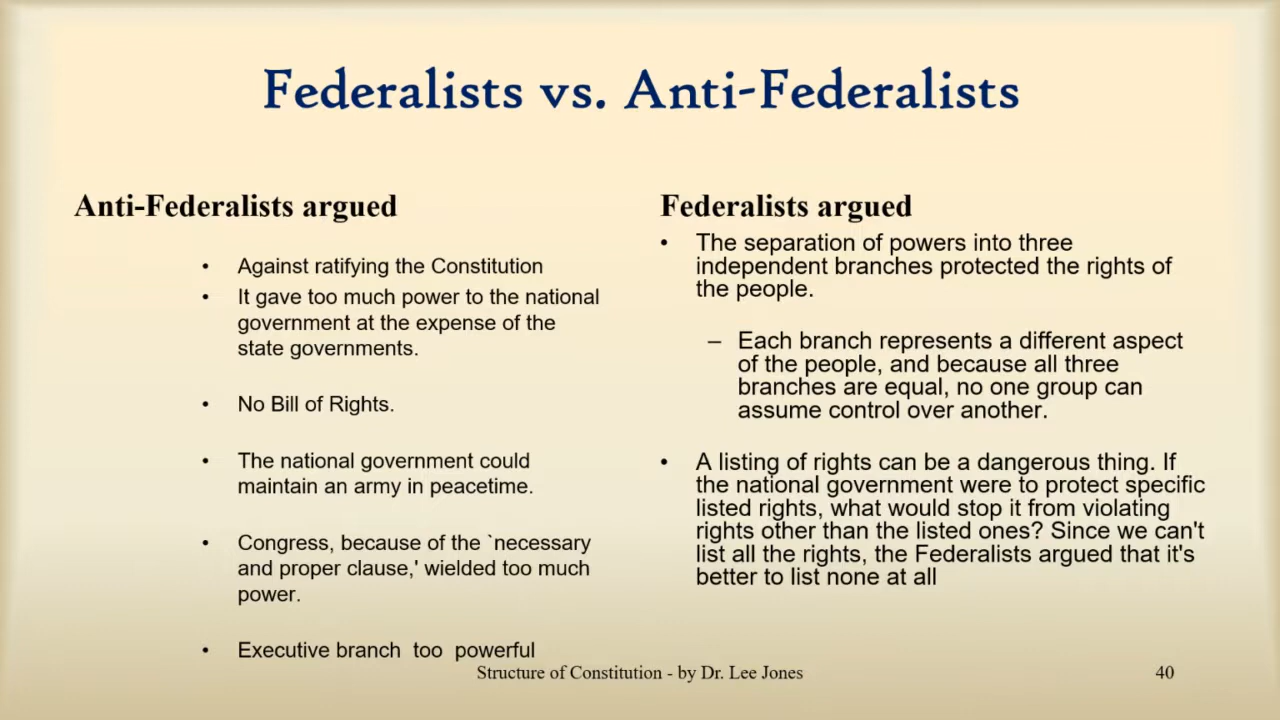 Federalists vs. Anti-Federalists
Anti-Federalists argued
• Against ratifying the Constitution
• It gave too much power to the national
government at the expense of the
state governments.
• No Bill of Rights.
• The national government could
maintain an army in peacetime.
• Congress, because of the `necessary
and proper clause,' wielded too much
power.
• Executive branch  too  powerful
Federalists argued
• The separation of powers into three
independent branches protected the rights of
the people.
– Each branch represents a different aspect
of the people, and because all three
branches are equal, no one group can
assume control over another.
• A listing of rights can be a dangerous thing. If
the national government were to protect specific
listed rights, what would stop it from violating
rights other than the listed ones? Since we can't
list all the rights, the Federalists argued that it's
better to list none at all
Structure of Constitution - by Dr. Lee Jones
40